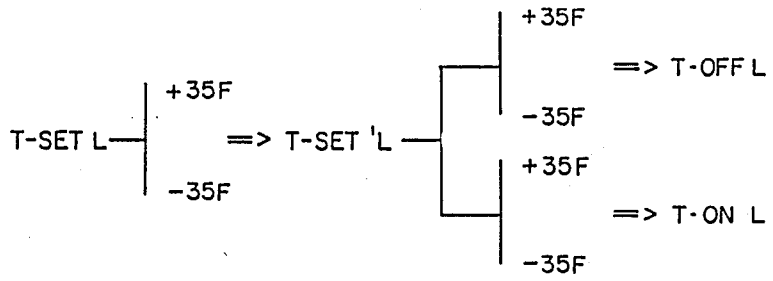 +35F
=> T-OFF L
-35F
+35F
T-SET L
-35F
=> T-SET 'L
+35F
=> T-ON L
-35F